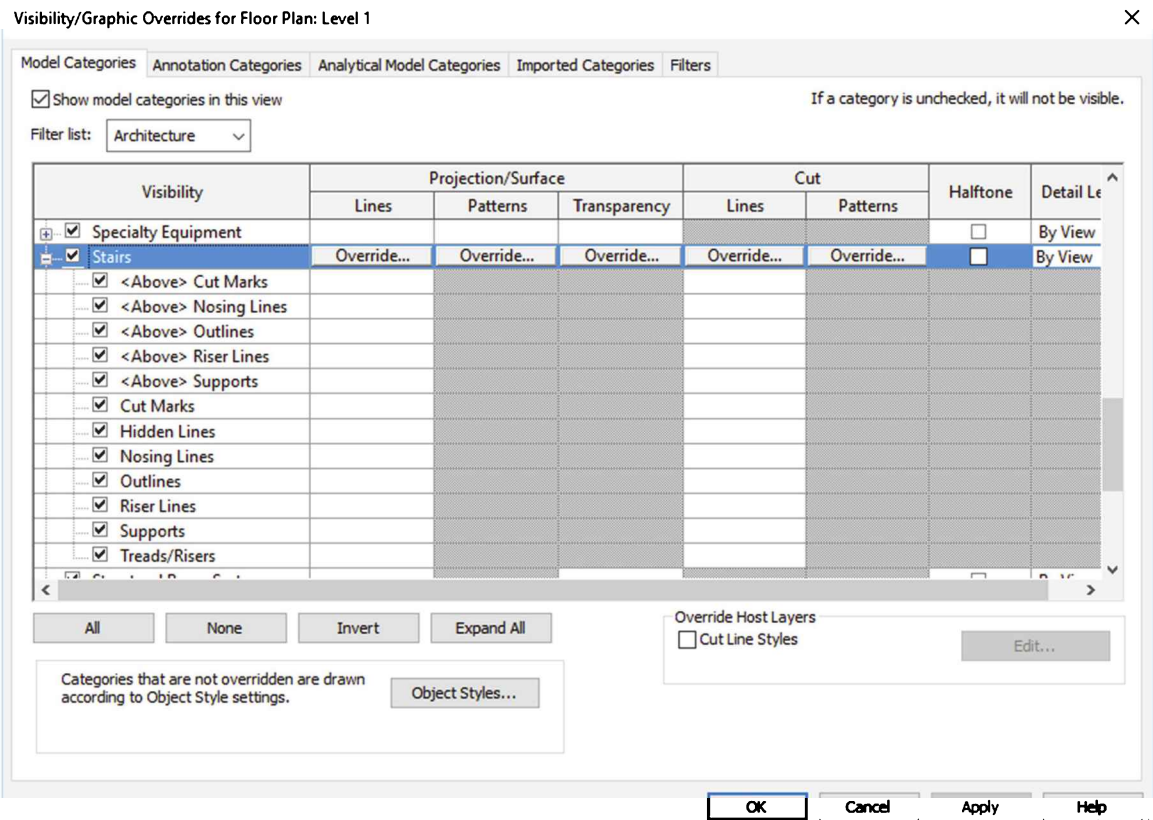 Visibility/Graphic Overrides for Floor Plan: Level 1
Model Categories Annotation Categories Analytical Model Categories Imported Categories Filters
Show model categories in this view If a category is unchecked, it will not be visible.
Filter list: Architecture
Visibility Projection/Surface Cut Halftone Detail Le
Lines Patterns Transparency Lines Patterns
Specialty Equipment By View
Stairs Override... Override... Override... Override... Override... By View
<Above> Cut Marks
<Above> Nosing Lines
<Above> Outlines
<Above> Riser Lines
<Above> Supports
Cut Marks
Hidden Lines
Nosing Lines
Outlines
Riser Lines
Supports
Treads/Risers
All None Invert Expand All
Override Host Layers
Cut Line Styles Edit...
Categories that are not overridden are drawn
according to Object Style settings.
Object Styles...
OK Cancel Apply Help